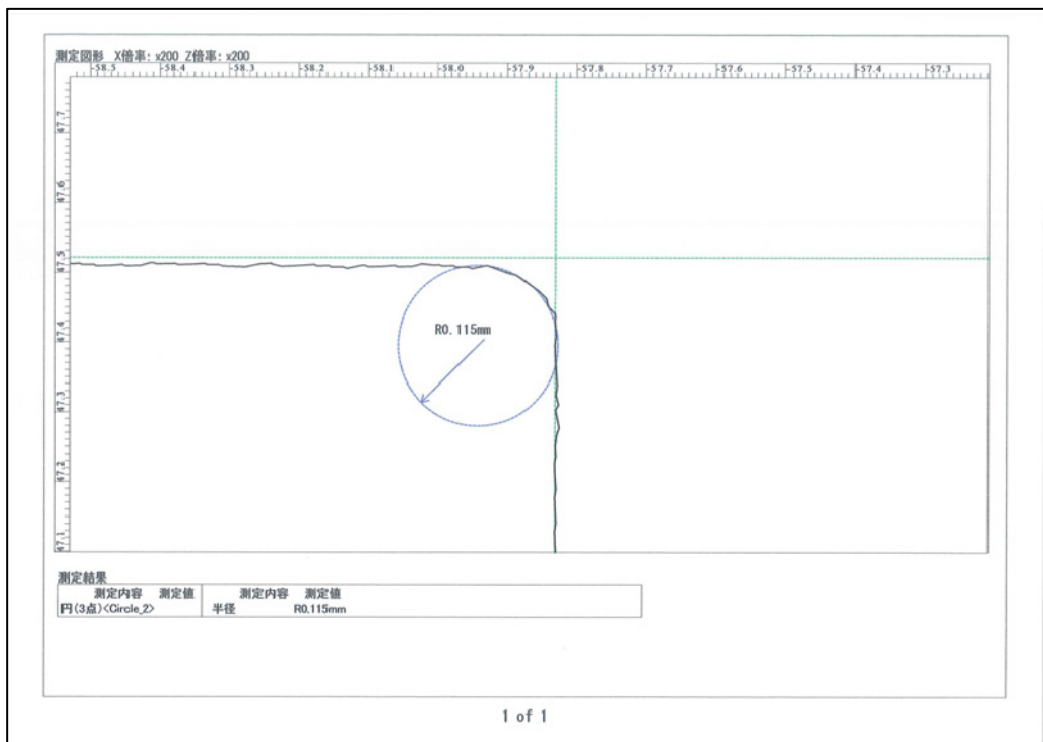 測定図形 X倍率: x200 Z倍率: x200
-58.5 -58.4 -58.3 -58.2 -58.1 -58.0 -57.9 -57.8 -57.7 -57.6 -57.5 -57.4 -57.3
47.7
47.6
47.5
47.4
R0.115mm
47.3
47.2
47.1
測定結果
測定内容 測定値 測定内容 測定値
円(3点)<Circle_2> 半径 R0.115mm
1 of 1